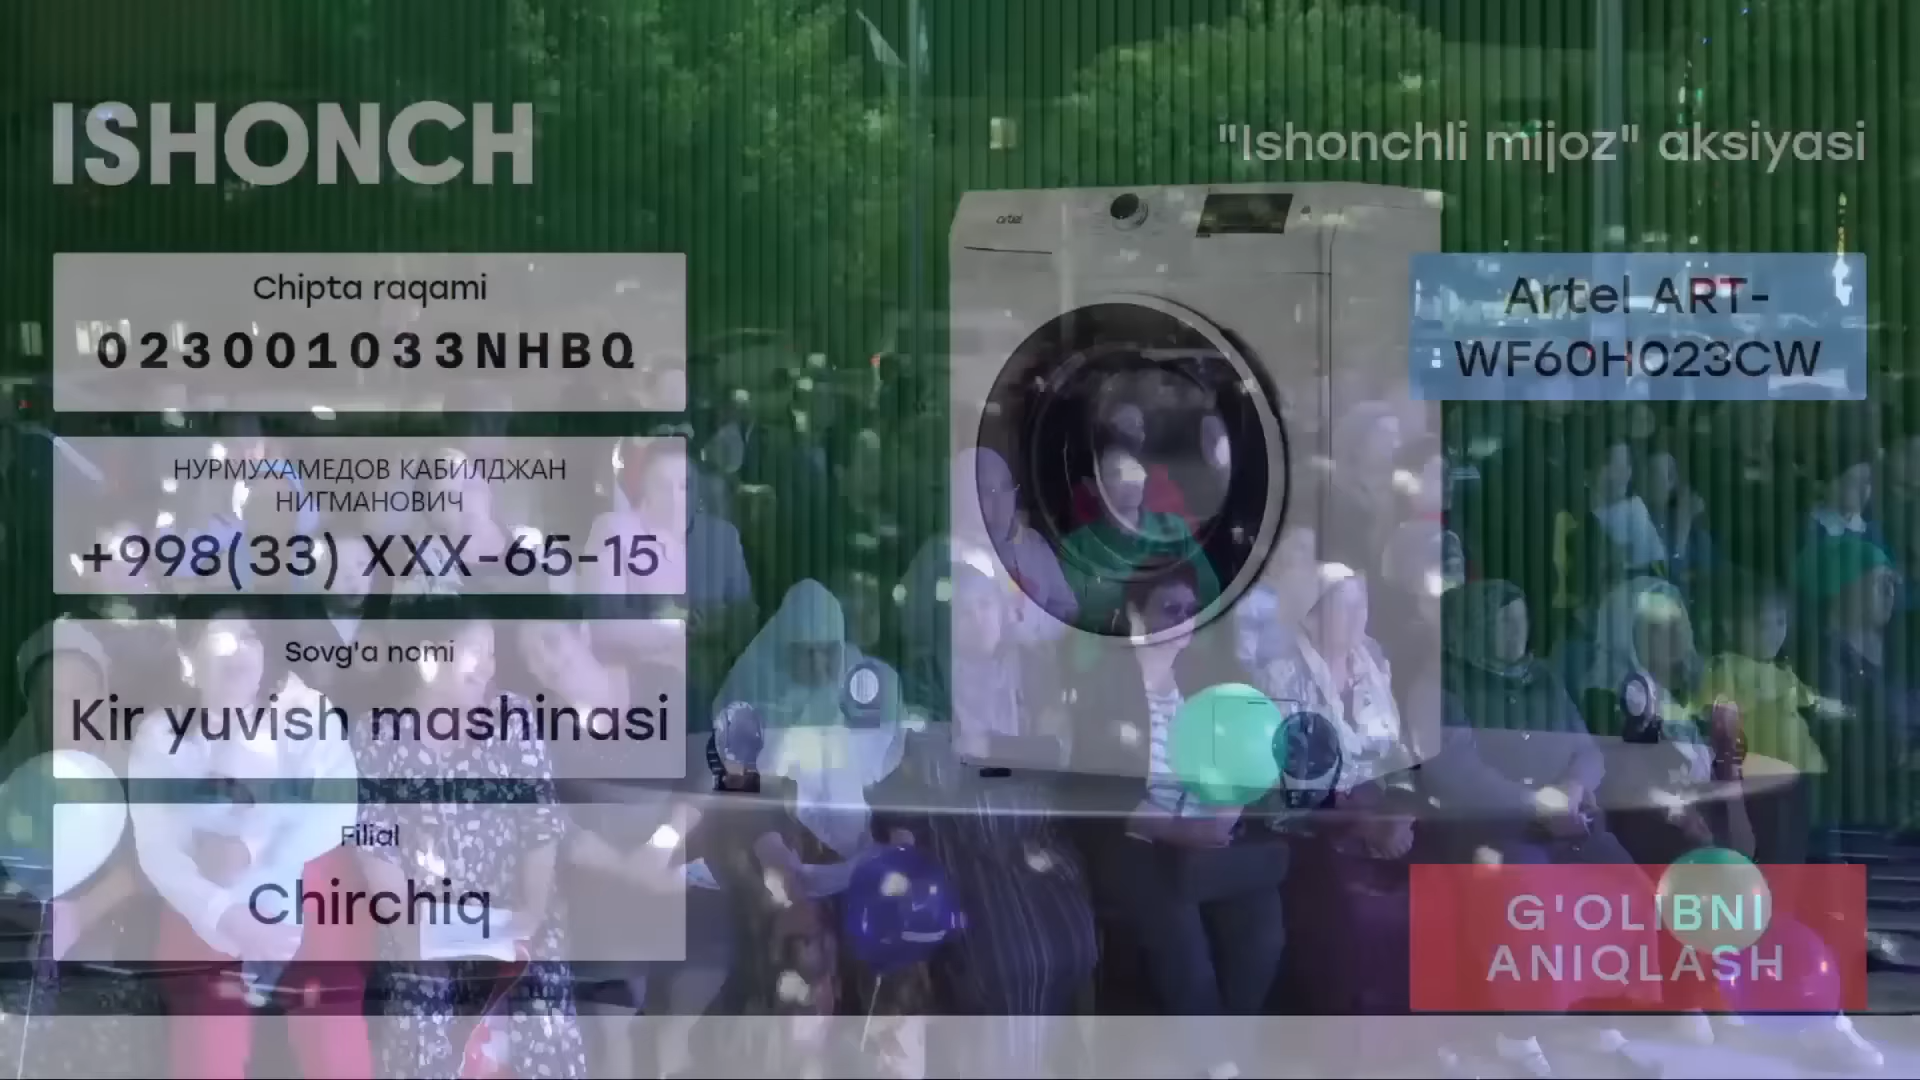 ISHONCH
"Ishonchli mijoz" aksiyasi
Chipta raqami
023001033NHBQ
НУРМУХАМЕДОВ КАБИЛДЖАН
НИГМАНОВИЧ
+998(33) XXX-65-15
Sovg'a nomi
Kir yuvish mashinasi
Filial
Chirchiq
artel
Artel ART-
WF60H023CW
G'OLIBNI
ANIQLASH